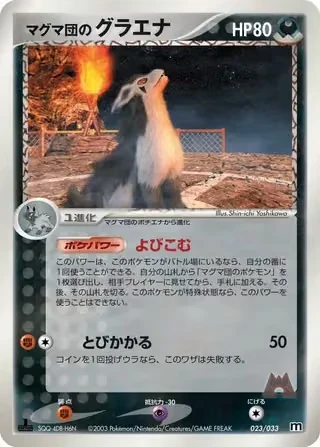 マグマ団の グラエナ HP80
Illus.Shin-ichi Yoshikawa
1進化 マグマ団のポチエナから進化
ポケパワー よびこむ
このパワーは、このポケモンがバトル場にいるなら、自分の番に
1回使うことができる。自分の山札から「マグマ団のポケモン」を
1枚選び出し、相手プレイヤーに見せてから、手札に加える。その
後、その山札を切る。このポケモンが特殊状態なら、このパワーを
使うことはできない。
とびかかる 50
コインを1回投げウラなら、このワザは失敗する。
弱点 抵抗力 -30 にげる
SQQ 4D8-H6N ©2003 Pokémon/Nintendo/Creatures/GAME FREAK 023/033 m